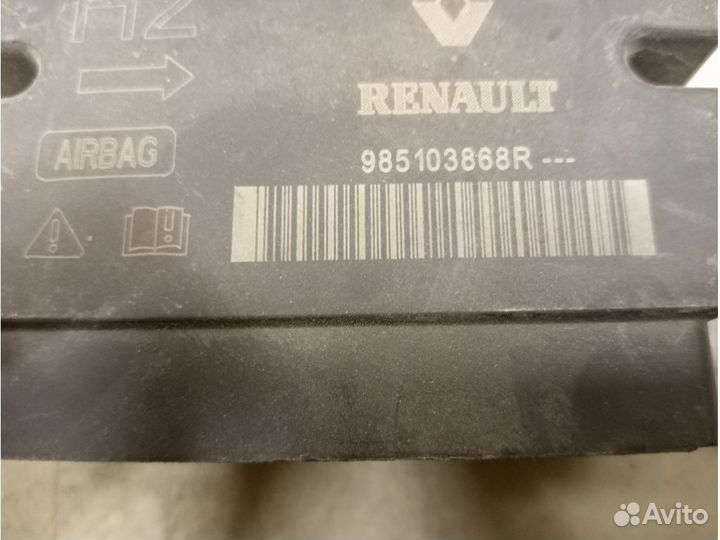 RENAULT
AIRBAG
985103868R ---
Avito